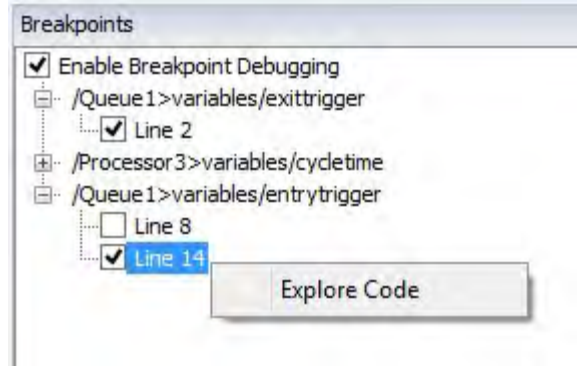 Breakpoints
Enable Breakpoint Debugging
/Queue1>variables/exittrigger
Line 2
/Processor3>variables/cycletime
/Queue1>variables/entrytrigger
Line 8
Line 14
Explore Code